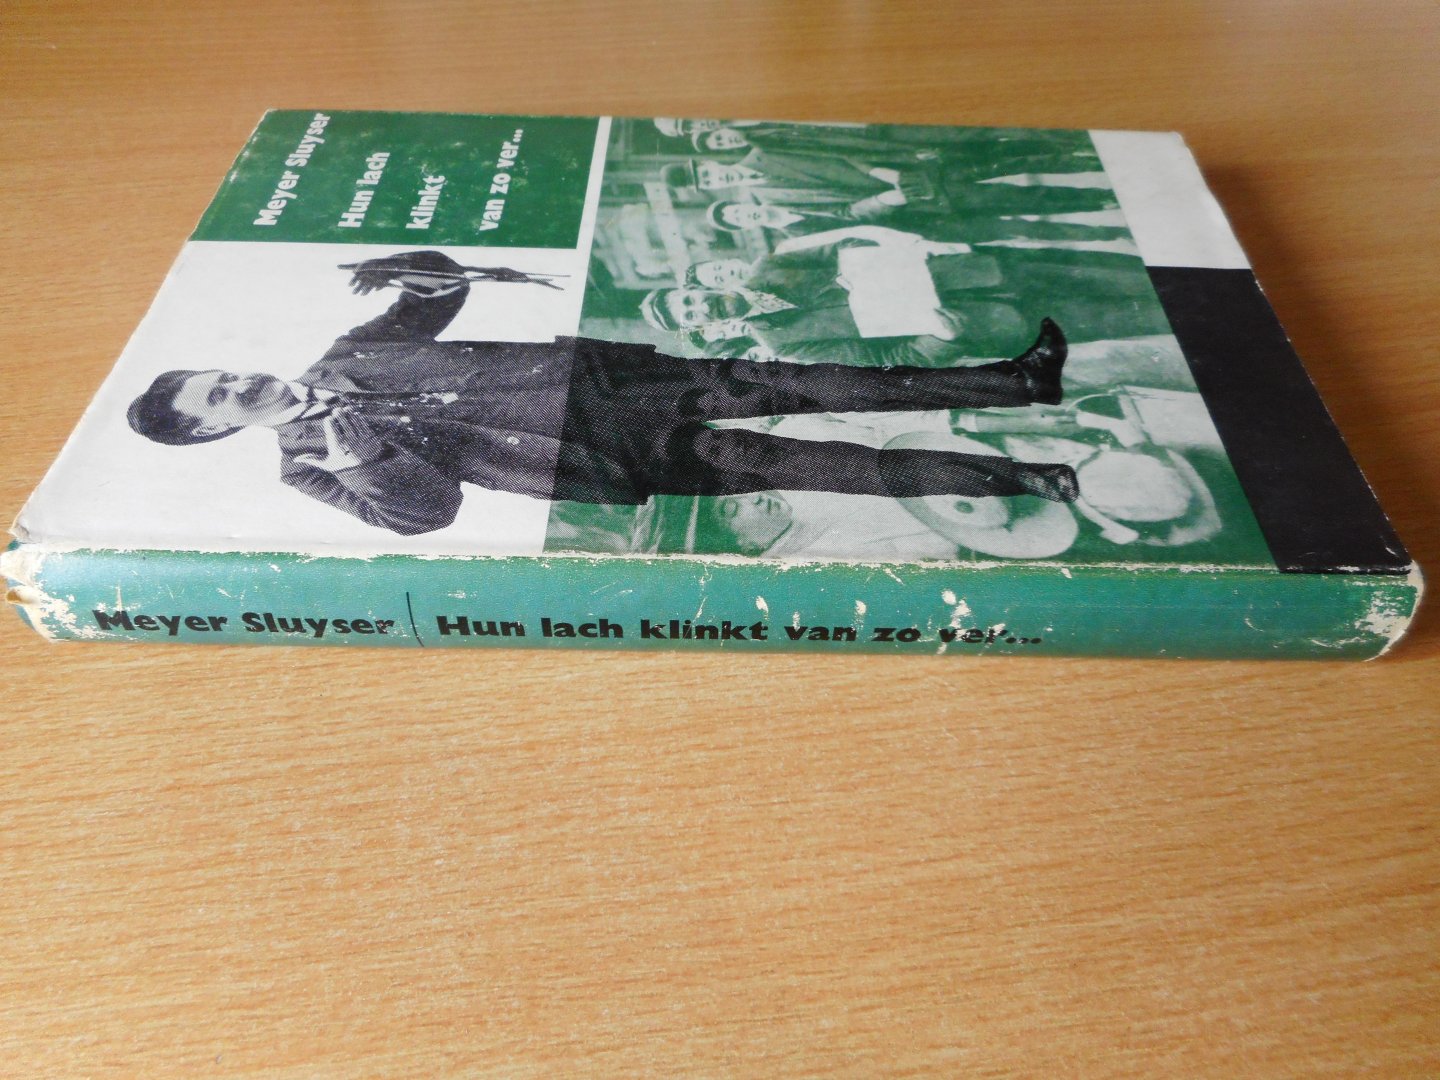 Meyer Sluyser
Hun lach
klinkt
van zo ver...
Meyer Sluyser | Hun lach klinkt van zo ver...